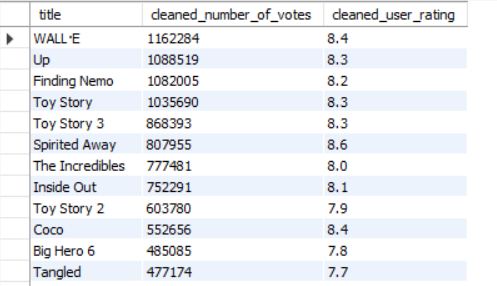 title cleaned_number_of_votes cleaned_user_rating
WALL·E 1162284 8.4
Up 1088519 8.3
Finding Nemo 1082005 8.2
Toy Story 1035690 8.3
Toy Story 3 868393 8.3
Spirited Away 807955 8.6
The Incredibles 777481 8.0
Inside Out 752291 8.1
Toy Story 2 603780 7.9
Coco 552656 8.4
Big Hero 6 485085 7.8
Tangled 477174 7.7